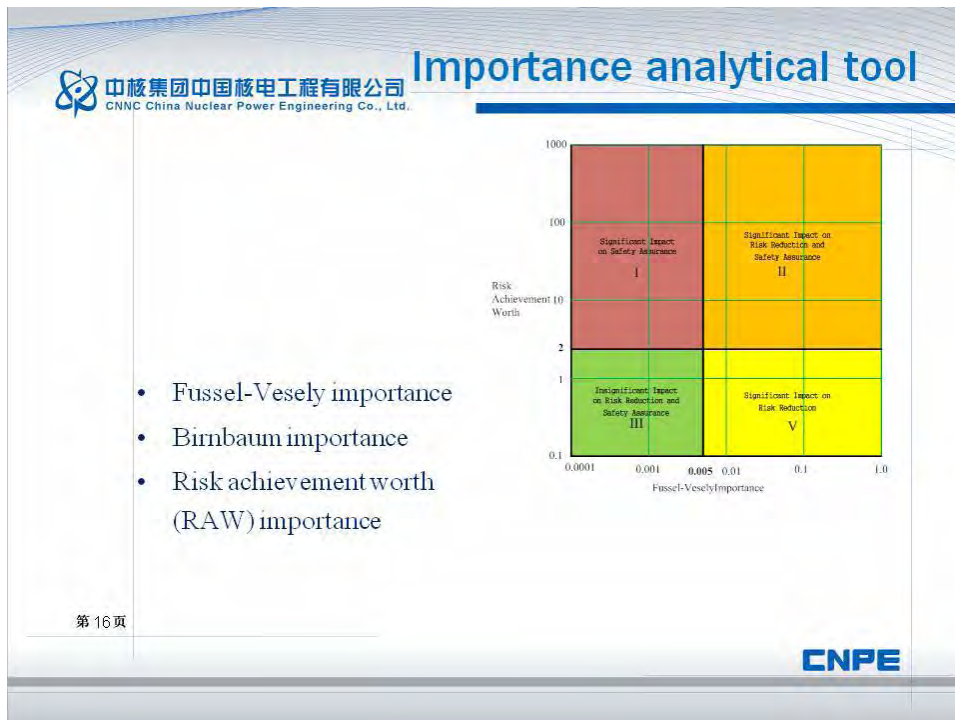 Importance analytical tool
中核集团中国核电工程有限公司
CNNC China Nuclear Power Engineering Co., Ltd.
• Fussel-Vesely importance
• Birnbaum importance
• Risk achievement worth
(RAW) importance
1000
100
Risk
Achievement 10
Worth
2
1
0.1
Significant Impact
on Safety Assurance
I
Significant Impact on
Risk Reduction and
Safety Assurance
II
Insignificant Impact
on Risk Reduction and
Safety Assurance
III
Significant Impact on
Risk Reduction
V
0.0001 0.001 0.005 0.01 0.1 1.0
Fussel-VeselyImportance
第16页
CNPE